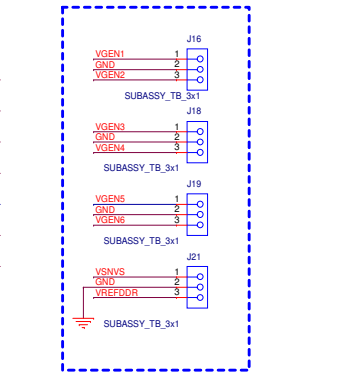 J16
VGEN1 1
GND 2
VGEN2 3
SUBASSY_TB_3x1
J18
VGEN3 1
GND 2
VGEN4 3
SUBASSY_TB_3x1
J19
VGEN5 1
GND 2
VGEN6 3
SUBASSY_TB_3x1
J21
VSNVS 1
GND 2
VREFDDR 3
SUBASSY_TB_3x1